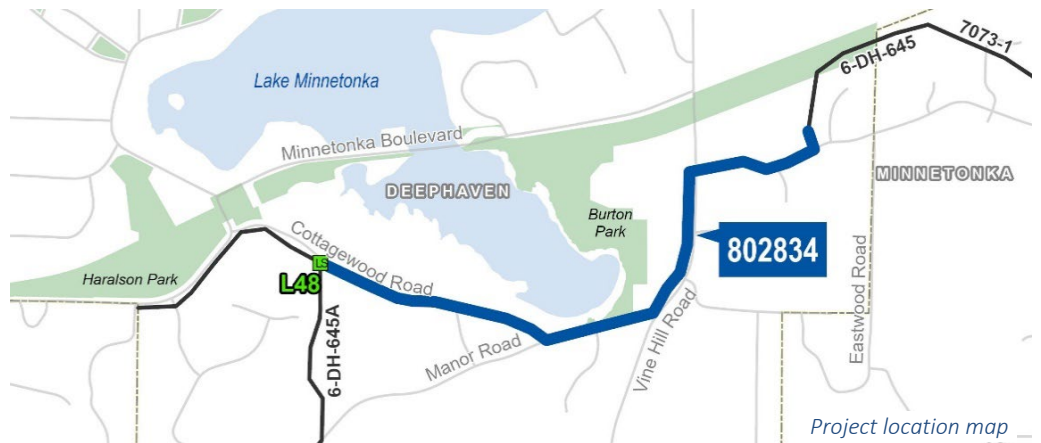 7073-1
6-DH-645
Lake Minnetonka
Minnetonka Boulevard
DEEPHAVEN
MINNETONKA
Burton
Park
Cottagewood Road
802834
Haralson Park
LS
L48
6-DH-645A
Manor Road
Vine Hill Road
Eastwood Road
Project location map